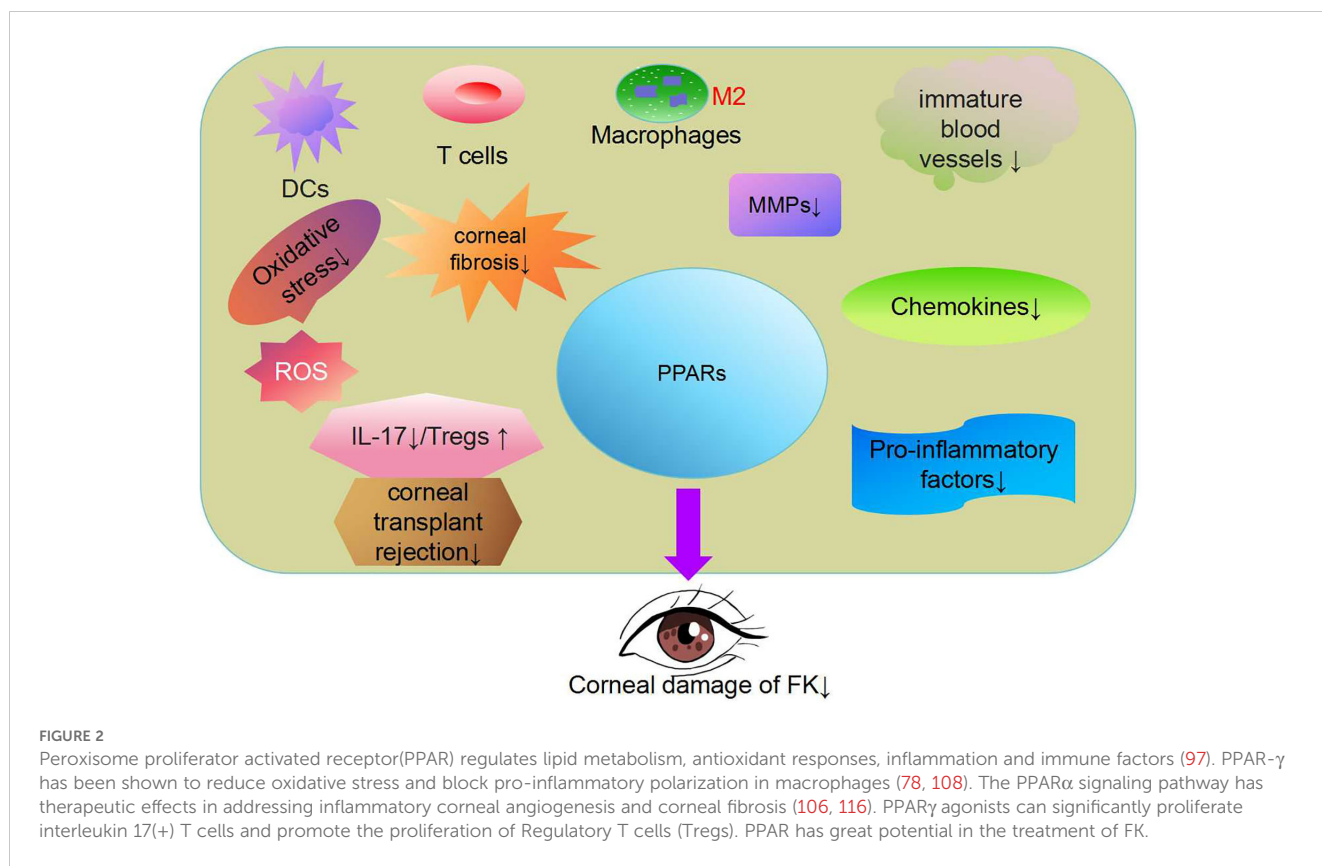 DCs
T cells
M2
Macrophages
immature
blood
vessels ↓
Oxidative
stress↓
corneal
fibrosis↓
MMPs↓
ROS
PPARs
Chemokines↓
IL-17↓/Tregs ↑
corneal
transplant
rejection↓
Pro-inflammatory
factors↓
Corneal damage of FK↓
FIGURE 2
Peroxisome proliferator activated receptor(PPAR) regulates lipid metabolism, antioxidant responses, inflammation and immune factors (97). PPAR-γ
has been shown to reduce oxidative stress and block pro-inflammatory polarization in macrophages (78, 108). The PPARα signaling pathway has
therapeutic effects in addressing inflammatory corneal angiogenesis and corneal fibrosis (106, 116). PPARγ agonists can significantly proliferate
interleukin 17(+) T cells and promote the proliferation of Regulatory T cells (Tregs). PPAR has great potential in the treatment of FK.